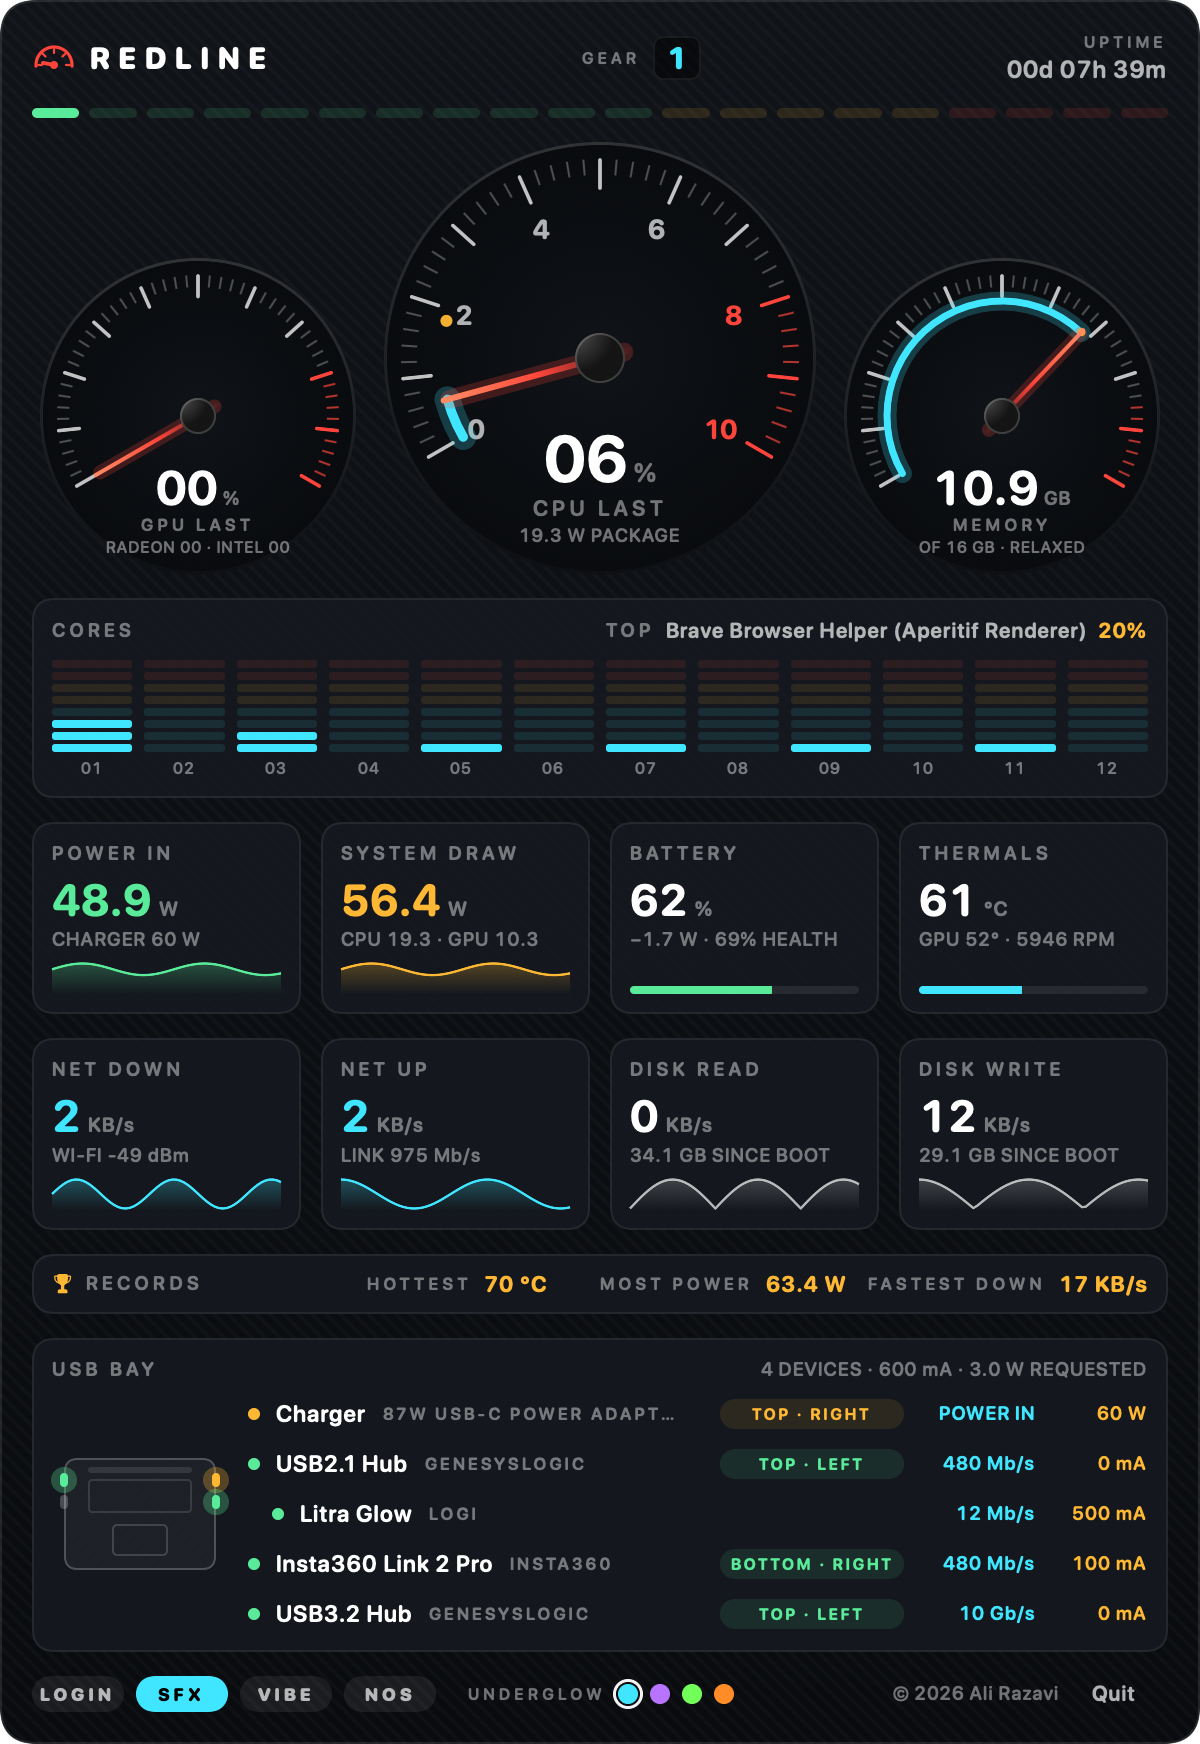 REDLINE
GEAR 1
UPTIME
00d 07h 39m
4 6
2 8
0 10
00 %
GPU LAST
RADEON 00 · INTEL 00
06 %
CPU LAST
19.3 W PACKAGE
10.9 GB
MEMORY
OF 16 GB · RELAXED
CORES TOP Brave Browser Helper (Aperitif Renderer) 20%
01 02 03 04 05 06 07 08 09 10 11 12
POWER IN
48.9 W
CHARGER 60 W
SYSTEM DRAW
56.4 W
CPU 19.3 · GPU 10.3
BATTERY
62 %
−1.7 W · 69% HEALTH
THERMALS
61 °C
GPU 52° · 5946 RPM
NET DOWN
2 KB/s
WI-FI -49 dBm
NET UP
2 KB/s
LINK 975 Mb/s
DISK READ
0 KB/s
34.1 GB SINCE BOOT
DISK WRITE
12 KB/s
29.1 GB SINCE BOOT
RECORDS HOTTEST 70 °C MOST POWER 63.4 W FASTEST DOWN 17 KB/s
USB BAY 4 DEVICES · 600 mA · 3.0 W REQUESTED
Charger 87W USB-C POWER ADAPT… TOP · RIGHT POWER IN 60 W
USB2.1 Hub GENESYSLOGIC TOP · LEFT 480 Mb/s 0 mA
Litra Glow LOGI 12 Mb/s 500 mA
Insta360 Link 2 Pro INSTA360 BOTTOM · RIGHT 480 Mb/s 100 mA
USB3.2 Hub GENESYSLOGIC TOP · LEFT 10 Gb/s 0 mA
LOGIN SFX VIBE NOS UNDERGLOW © 2026 Ali Razavi Quit